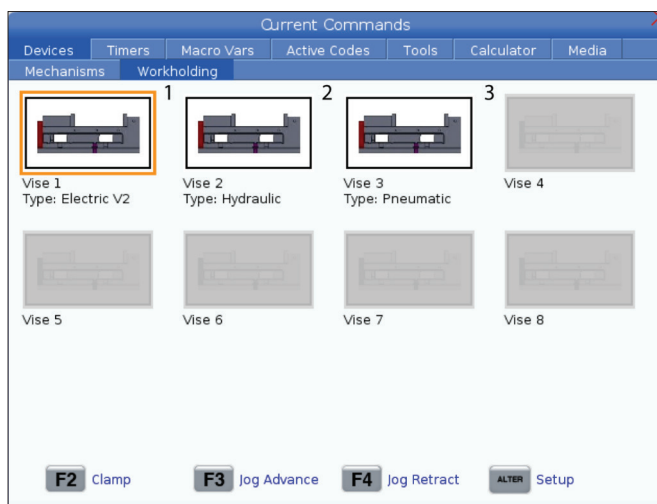 Current Commands
Devices Timers Macro Vars Active Codes Tools Calculator Media
Mechanisms Workholding
1 2 3
Vise 1 Vise 2 Vise 3 Vise 4
Type: Electric V2 Type: Hydraulic Type: Pneumatic
Vise 5 Vise 6 Vise 7 Vise 8
F2 Clamp F3 Jog Advance F4 Jog Retract ALTER Setup